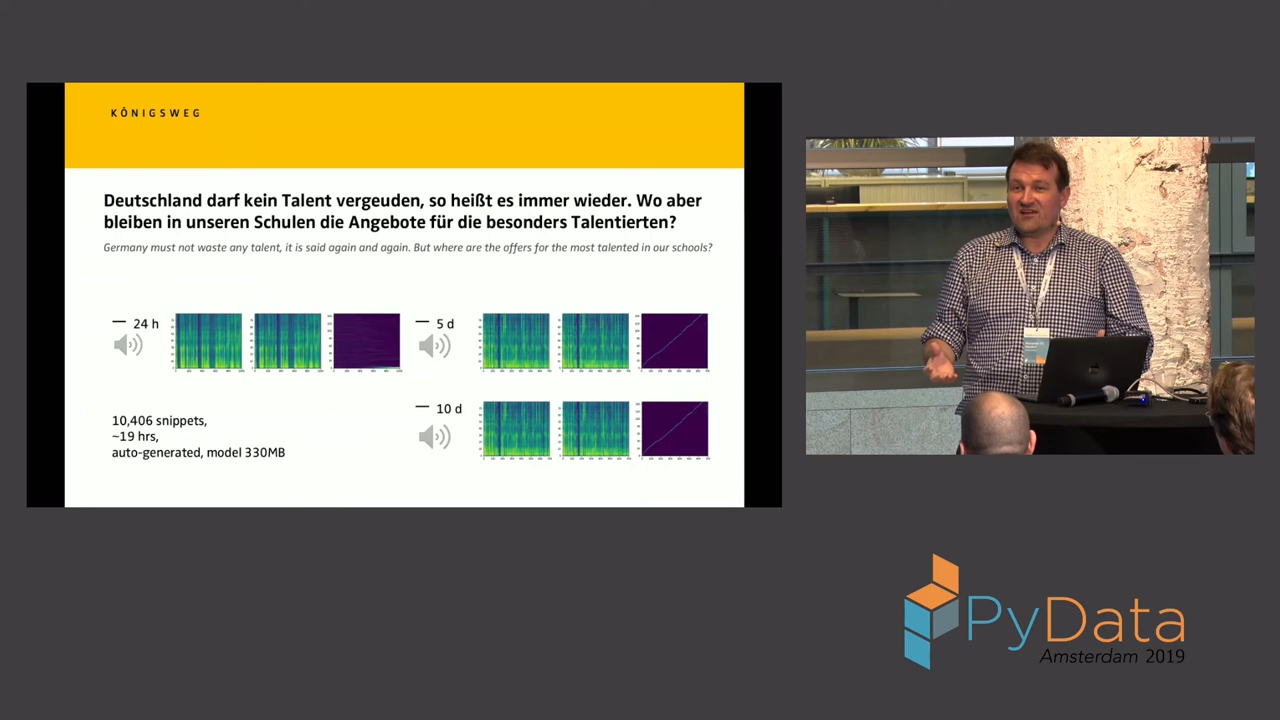 KÖNIGSWEG
Deutschland darf kein Talent vergeuden, so heißt es immer wieder. Wo aber
bleiben in unseren Schulen die Angebote für die besonders Talentierten?
Germany must not waste any talent, it is said again and again. But where are the offers for the most talented in our schools?
— 24 h
— 5 d
10,406 snippets,
~19 hrs,
auto-generated, model 330MB
— 10 d
PyData
Amsterdam 2019